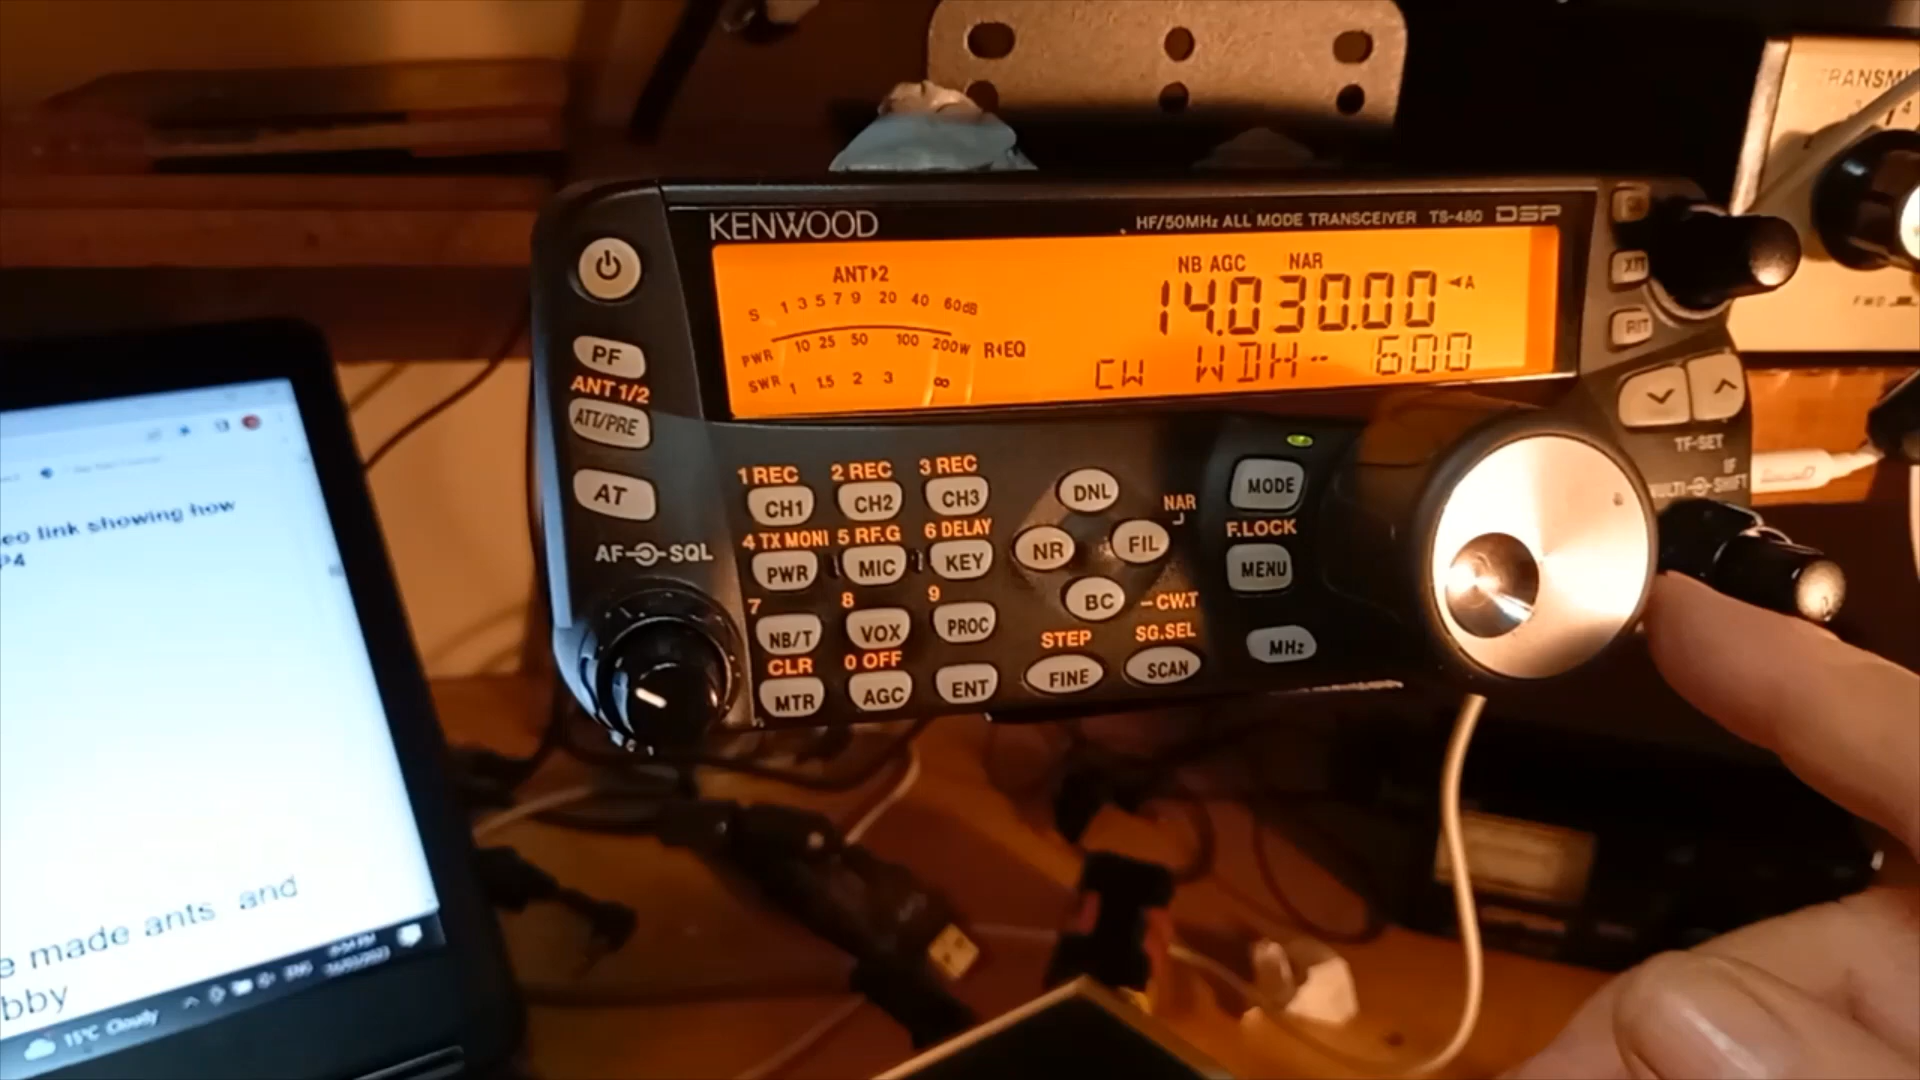 KENWOOD
HF/50MHz ALL MODE TRANSCEIVER TS-480 DSP
ANT 2
NB AGC NAR
S 1 3 5 7 9 20 40 60dB
14.030.00 A
PWR 10 25 50 100 200W R EQ
CW WDH- 600
SWR 1 1.5 2 3 ∞
XIT
RIT
PF
ANT 1/2
ATT/PRE
AT
AF SQL
1 REC 2 REC 3 REC
CH1 CH2 CH3
4 TX MONI 5 RF.G 6 DELAY
PWR MIC KEY
7 8 9
NB/T VOX PROC
CLR 0 OFF
MTR AGC ENT
DNL
NAR
NR FIL
BC
-CW.T
STEP SG.SEL
FINE SCAN
MODE
F.LOCK
MENU
MHz
TF-SET
IF
MULTI SHIFT
FWD
eo link showing how
P4
e made ants and
bby
15°C Cloudy
ENG